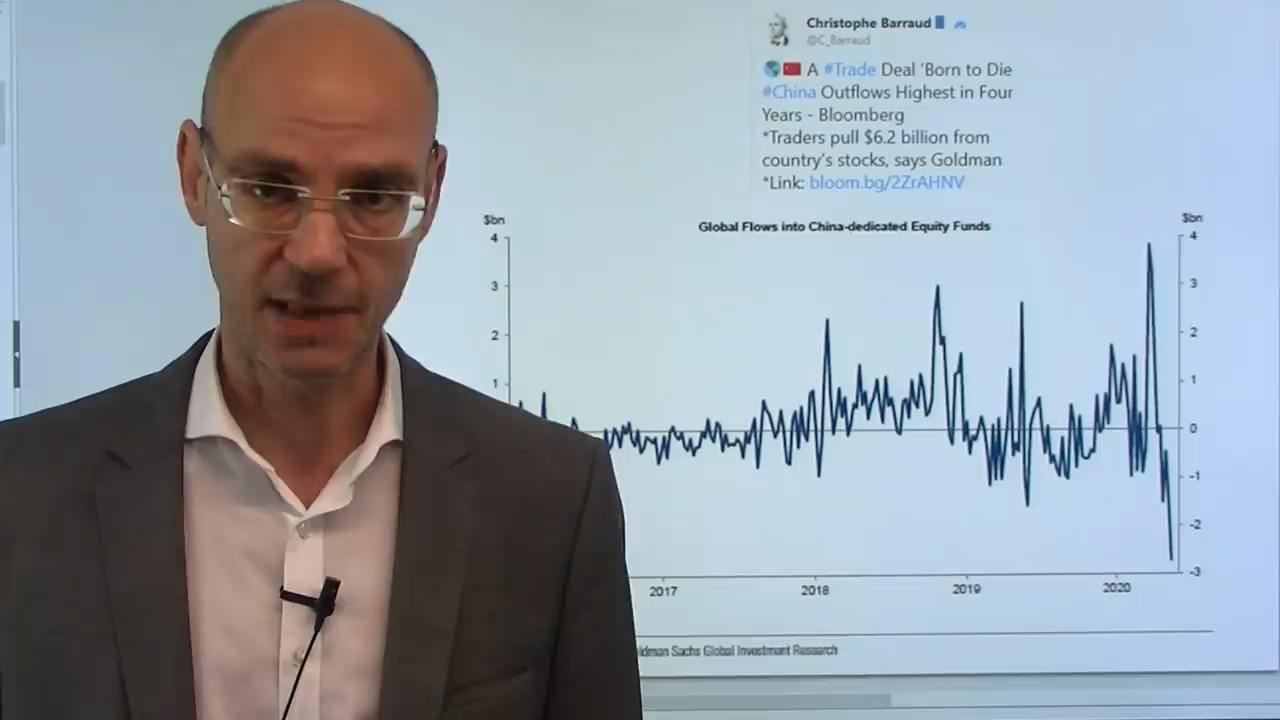 Christophe Barraud
@C_Barraud
A #Trade Deal 'Born to Die
#China Outflows Highest in Four
Years - Bloomberg
*Traders pull $6.2 billion from
country's stocks, says Goldman
*Link: bloom.bg/2ZrAHNV
$bn
$bn
Global Flows into China-dedicated Equity Funds
4
3
2
1
4
3
2
1
0
-1
-2
-3
2017
2018
2019
2020
ldman Sachs Global Investment Research